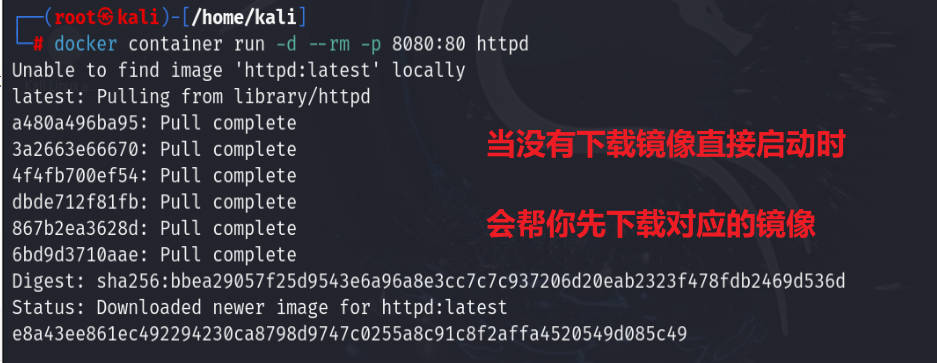 ┌──(root㉿kali)-[/home/kali]
└─# docker container run -d --rm -p 8080:80 httpd
Unable to find image 'httpd:latest' locally
latest: Pulling from library/httpd
a480a496ba95: Pull complete
3a2663e66670: Pull complete
当没有下载镜像直接启动时
4f4fb700ef54: Pull complete
dbde712f81fb: Pull complete
会帮你先下载对应的镜像
867b2ea3628d: Pull complete
6bd9d3710aae: Pull complete
Digest: sha256:bbea29057f25d9543e6a96a8e3cc7c7c937206d20eab2323f478fdb2469d536d
Status: Downloaded newer image for httpd:latest
e8a43ee861ec492294230ca8798d9747c0255a8c91c8f2affa4520549d085c49